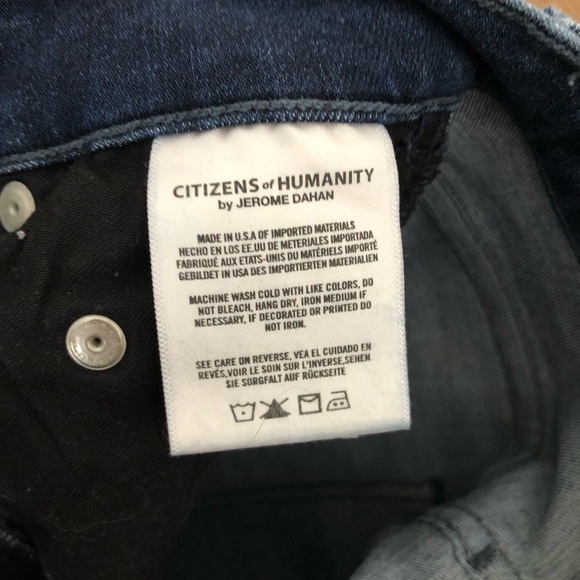 CITIZENS of HUMANITY
by JEROME DAHAN
MADE IN U.S.A OF IMPORTED MATERIALS
HECHO EN LOS EE.UU DE METERIALES IMPORTADA
FABRIQUÉ AUX ETATS-UNIS DU MATÉRIELS IMPORTÉ
GEBILDET IN USA DES IMPORTIERTEN MATERIALIEN
MACHINE WASH COLD WITH LIKE COLORS, DO
NOT BLEACH, HANG DRY, IRON MEDIUM IF
NECESSARY, IF DECORATED OR PRINTED DO
NOT IRON.
SEE CARE ON REVERSE, YEA EL CUIDADO EN
REVÉS,VOIR LE SOIN SUR L'INVERSE,SEHEN
SIE SORGFALT AUF RÜCKSEITE